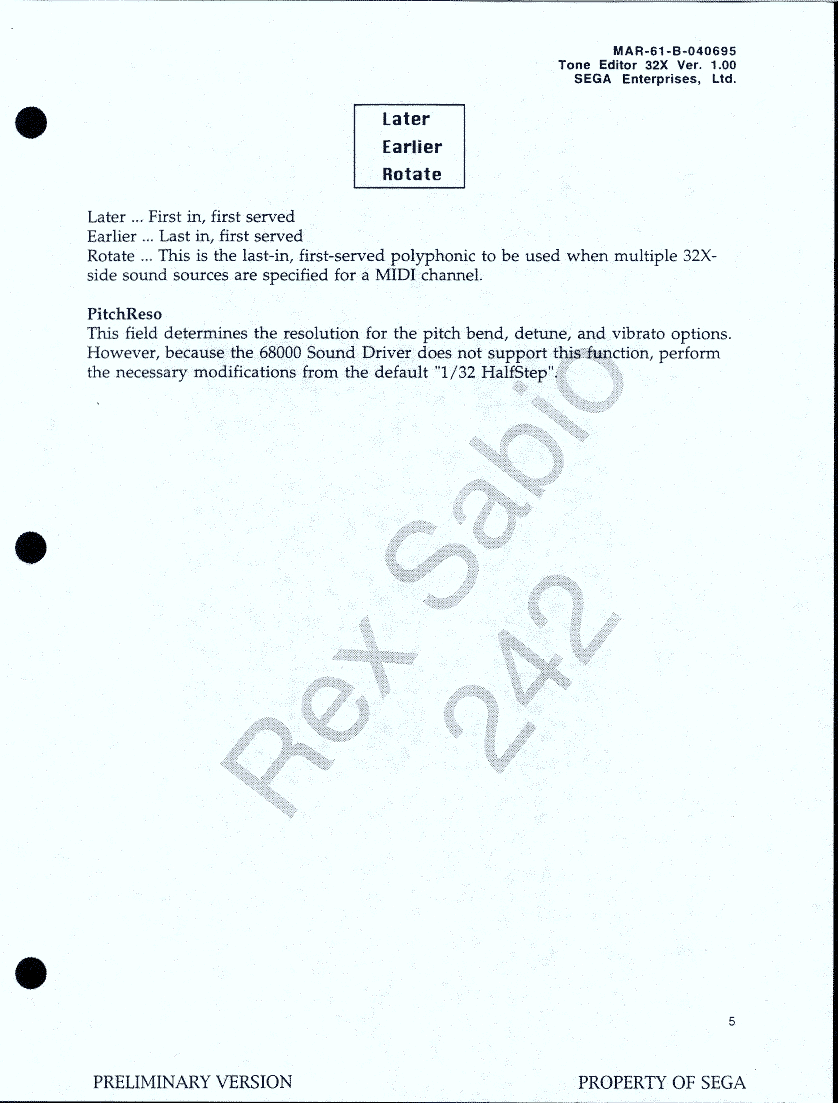 MAR-61-B-040695
Tone Editor 32X Ver. 1.00
SEGA Enterprises, Ltd.
Later
Earlier
Rotate
Later ... First in, first served
Earlier ... Last in, first served
Rotate ... This is the last-in, first-served polyphonic to be used when multiple 32X-
side sound sources are specified for a MIDI channel.
PitchReso
This field determines the resolution for the pitch bend, detune, and vibrato options.
However, because the 68000 Sound Driver does not support this function, perform
the necessary modifications from the default "1/32 HalfStep".
Rex Sabio
242
5
PRELIMINARY VERSION
PROPERTY OF SEGA